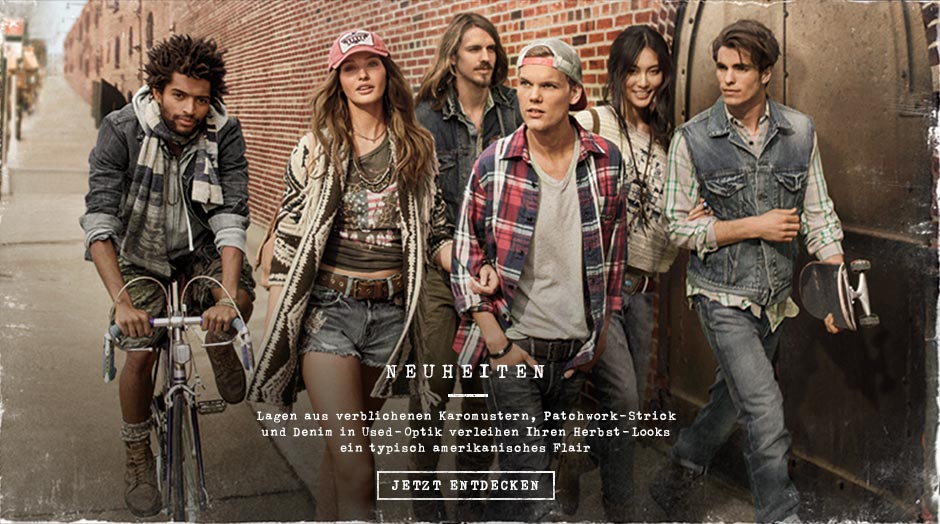 NEUHEITEN
Lagen aus verblichenen Karomustern, Patchwork-Strick
und Denim in Used-Optik verleihen Ihren Herbst-Looks
ein typisch amerikanisches Flair
JETZT ENTDECKEN